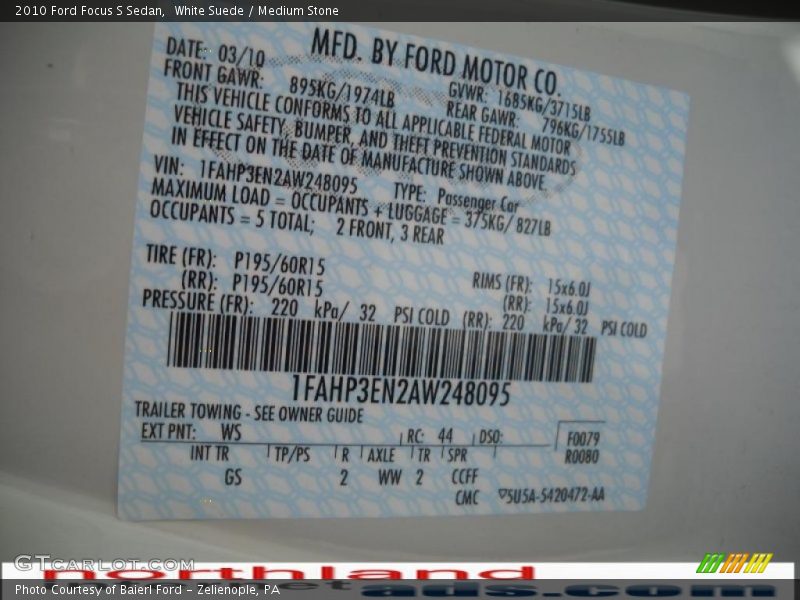 2010 Ford Focus S Sedan,  White Suede / Medium Stone
MFD. BY FORD MOTOR CO.
DATE: 03/10 GVWR: 1685KG/3715LB
FRONT GAWR: 895KG/1974LB REAR GAWR: 796KG/1755LB
THIS VEHICLE CONFORMS TO ALL APPLICABLE FEDERAL MOTOR
VEHICLE SAFETY, BUMPER, AND THEFT PREVENTION STANDARDS
IN EFFECT ON THE DATE OF MANUFACTURE SHOWN ABOVE.
VIN: 1FAHP3EN2AW248095 TYPE: Passenger Car
MAXIMUM LOAD = OCCUPANTS + LUGGAGE = 375KG/ 827LB
OCCUPANTS = 5 TOTAL; 2 FRONT, 3 REAR
TIRE (FR): P195/60R15 RIMS (FR): 15x6.0J
(RR): P195/60R15 (RR): 15x6.0J
PRESSURE (FR): 220 kPa/ 32 PSI COLD (RR): 220 kPa/ 32 PSI COLD
1FAHP3EN2AW248095
TRAILER TOWING - SEE OWNER GUIDE
EXT PNT: WS RC: 44 DSO: F0079
R0080
INT TR TP/PS R AXLE TR SPR
GS 2 WW 2 CCFF
CMC 5U5A-5420472-AA
GTCarLot.com
northland
ads.com
Photo Courtesy of Baierl Ford - Zelienople, PA